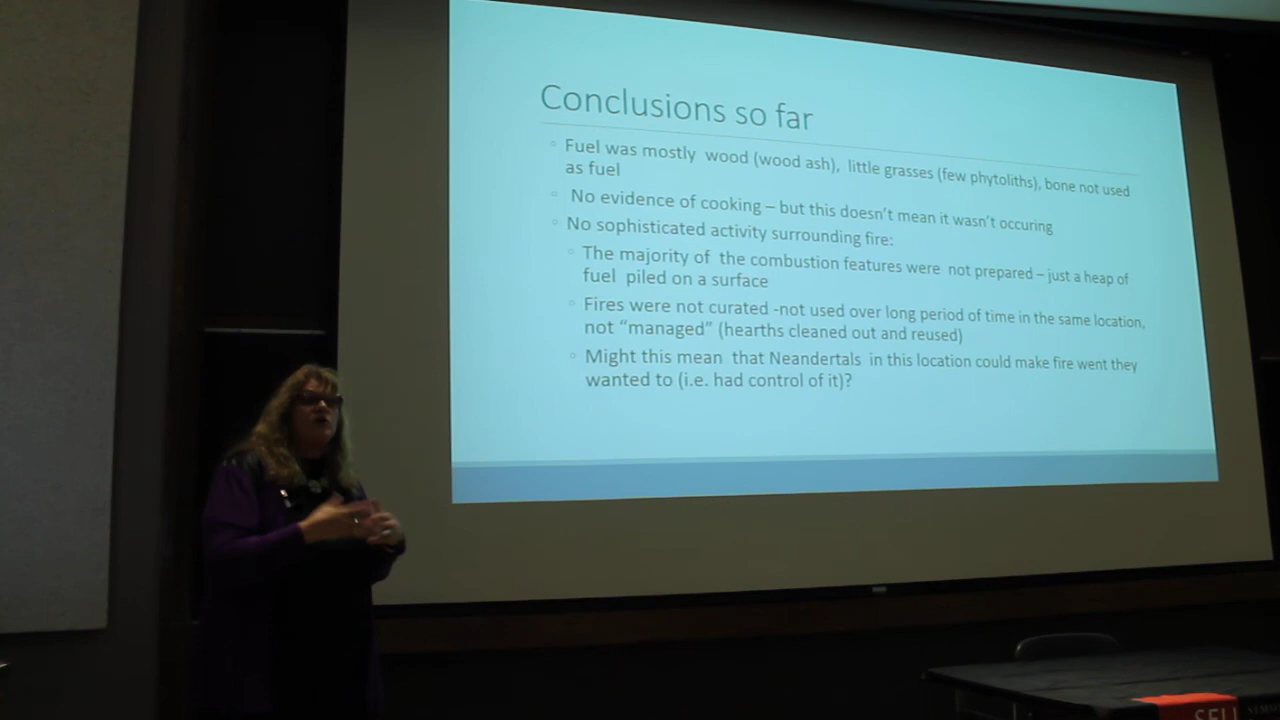 Conclusions so far
Fuel was mostly wood (wood ash), little grasses (few phytoliths), bone not used
as fuel
No evidence of cooking – but this doesn't mean it wasn't occuring
No sophisticated activity surrounding fire:
The majority of the combustion features were not prepared – just a heap of
fuel piled on a surface
Fires were not curated -not used over long period of time in the same location,
not "managed" (hearths cleaned out and reused)
Might this mean that Neandertals in this location could make fire went they
wanted to (i.e. had control of it)?